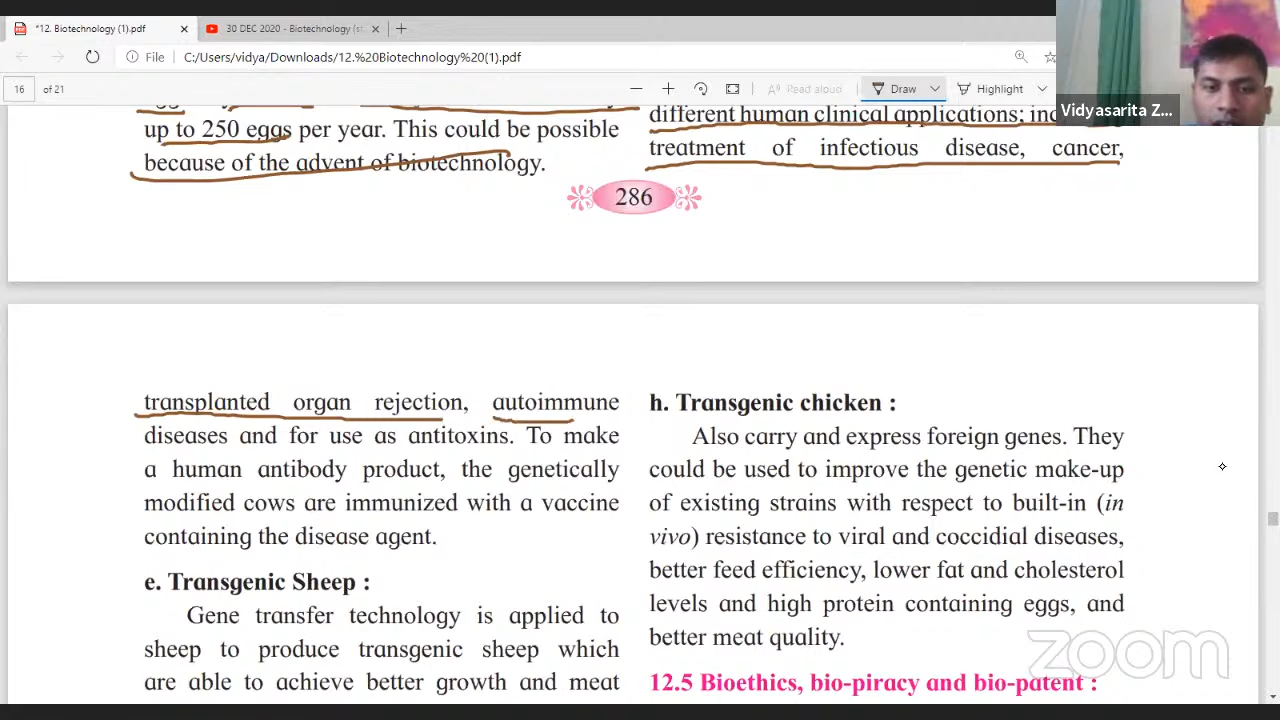 *12. Biotechnology (1).pdf
30 DEC 2020 - Biotechnology (st
File
C:/Users/vidya/Downloads/12.%20Biotechnology%20(1).pdf
16 of 21
Read aloud
Draw
Highlight
Vidyasarita Z...
up to 250 eggs per year. This could be possible
because of the advent of biotechnology.
different human clinical applications;
treatment of infectious disease, cancer,
286
transplanted organ rejection, autoimmune
diseases and for use as antitoxins. To make
a human antibody product, the genetically
modified cows are immunized with a vaccine
containing the disease agent.
e. Transgenic Sheep :
Gene transfer technology is applied to
sheep to produce transgenic sheep which
are able to achieve better growth and meat
h. Transgenic chicken :
Also carry and express foreign genes. They
could be used to improve the genetic make-up
of existing strains with respect to built-in (in
vivo) resistance to viral and coccidial diseases,
better feed efficiency, lower fat and cholesterol
levels and high protein containing eggs, and
better meat quality.
12.5 Bioethics, bio-piracy and bio-patent :
zoom